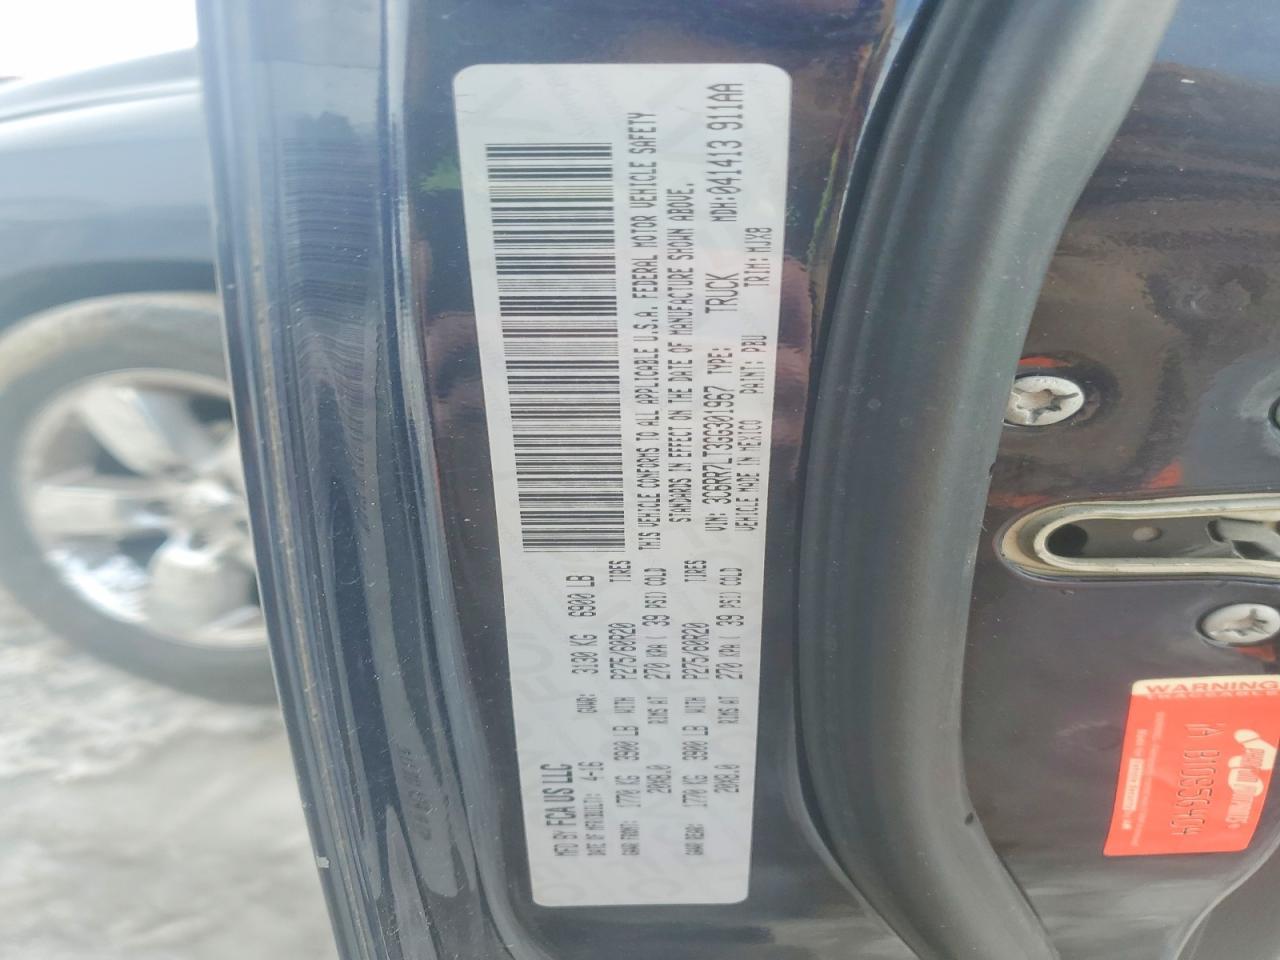 MFD BY FCA US LLC
DATE OF MFR(BUILT): 4-16 GVWR: 3130 KG 6900 LB
GAWR FRONT: 1770 KG 3900 LB WITH P275/60R20 TIRES
20X8.0 RIMS AT 270 KPA( 39 PSI) COLD
GAWR REAR: 1770 KG 3900 LB WITH P275/60R20 TIRES
20X8.0 RIMS AT 270 KPA( 39 PSI) COLD
THIS VEHICLE CONFORMS TO ALL APPLICABLE U.S.A. FEDERAL MOTOR VEHICLE SAFETY
STANDARDS IN EFFECT ON THE DATE OF MANUFACTURE SHOWN ABOVE.
VIN: 3C6RR7LT3GG301967 TYPE: TRUCK MDH:041413 911AA
VEHICLE MADE IN MEXICO PAINT: PBU TRIM: MJX8
WARNING